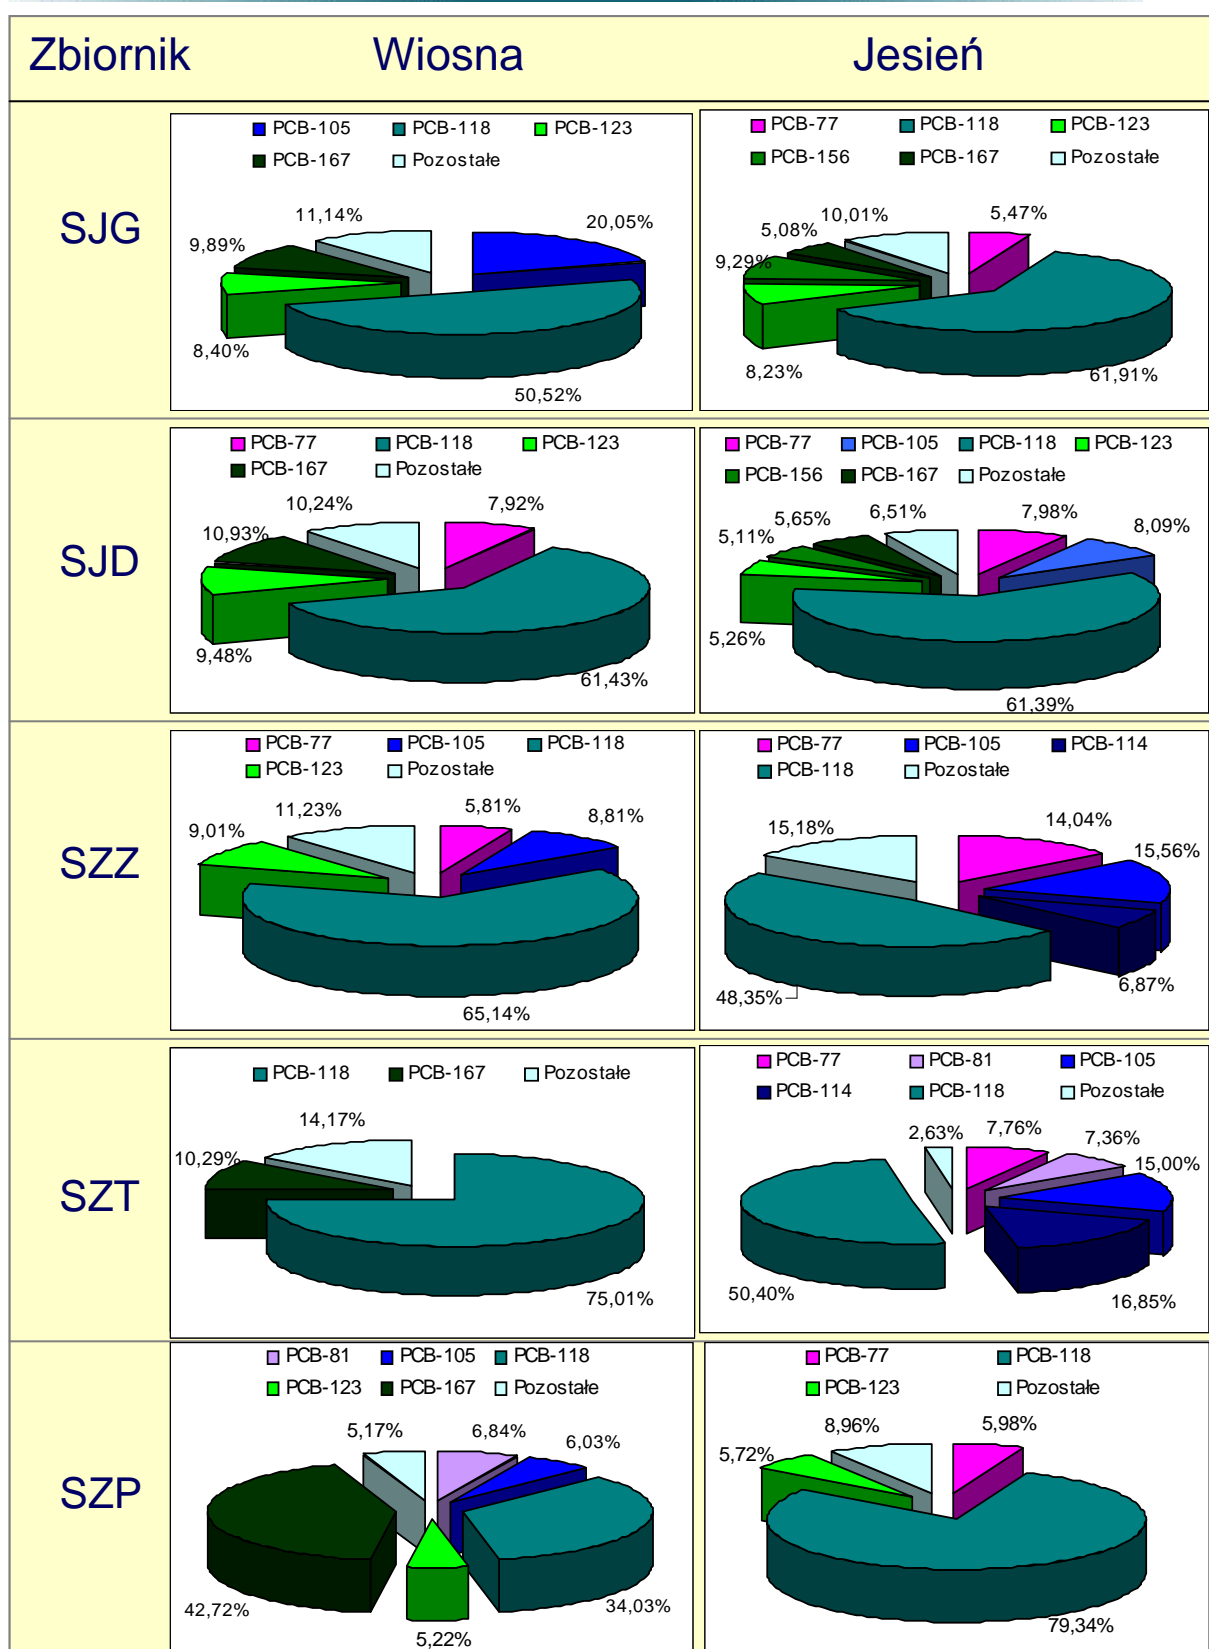 Zbiornik Wiosna Jesień
SJG
PCB-105 PCB-118 PCB-123
PCB-167 Pozostałe
11,14% 20,05%
9,89%
8,40%
50,52%
PCB-77 PCB-118 PCB-123
PCB-156 PCB-167 Pozostałe
5,08% 10,01% 5,47%
9,29%
8,23% 61,91%
SJD
PCB-77 PCB-118 PCB-123
PCB-167 Pozostałe
10,24% 7,92%
10,93%
9,48%
61,43%
PCB-77 PCB-105 PCB-118 PCB-123
PCB-156 PCB-167 Pozostałe
5,65% 6,51% 7,98% 8,09%
5,11%
5,26%
61,39%
SZZ
PCB-77 PCB-105 PCB-118
PCB-123 Pozostałe
11,23% 5,81% 8,81%
9,01%
65,14%
PCB-77 PCB-105 PCB-114
PCB-118 Pozostałe
15,18% 14,04%
15,56%
48,35% 6,87%
SZT
PCB-118 PCB-167 Pozostałe
14,17%
10,29%
75,01%
PCB-77 PCB-81 PCB-105
PCB-114 PCB-118 Pozostałe
2,63% 7,76% 7,36%
15,00%
50,40% 16,85%
SZP
PCB-81 PCB-105 PCB-118
PCB-123 PCB-167 Pozostałe
5,17% 6,84% 6,03%
42,72% 34,03%
5,22%
PCB-77 PCB-118
PCB-123 Pozostałe
8,96% 5,98%
5,72%
79,34%